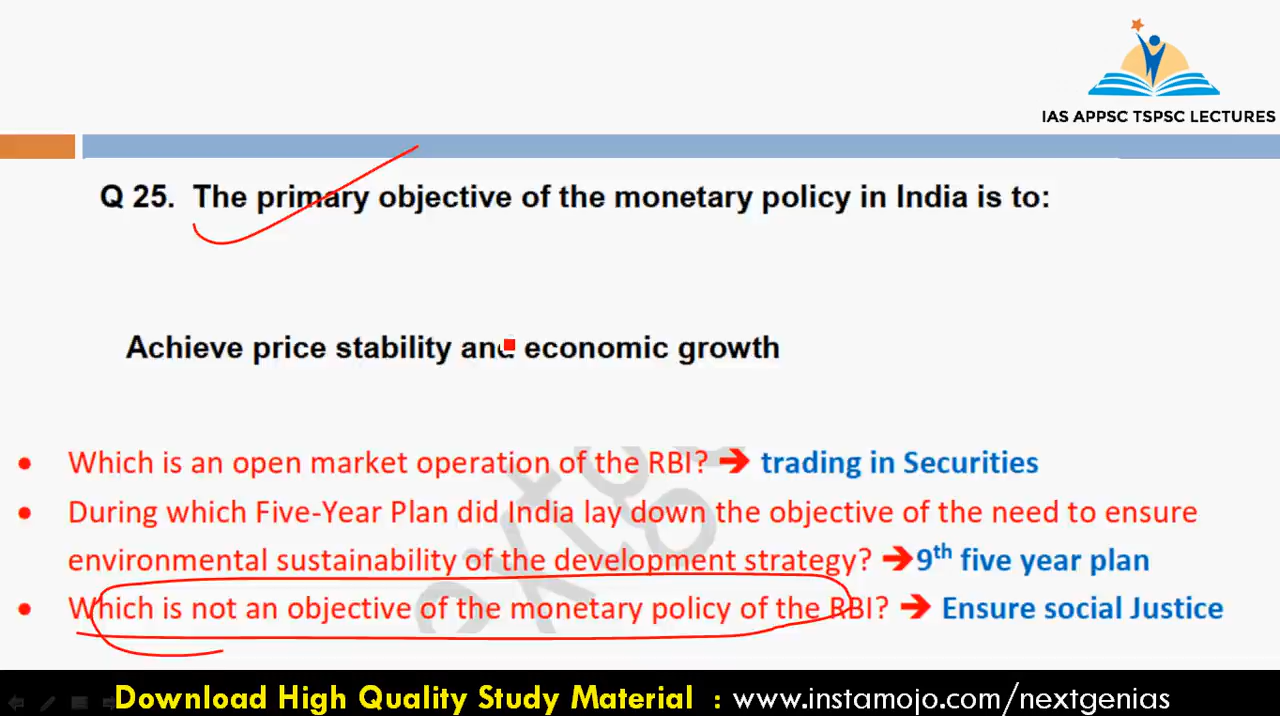 IAS APPSC TSPSC LECTURES
Q 25. The primary objective of the monetary policy in India is to:
Achieve price stability and economic growth
• Which is an open market operation of the RBI? ➔ trading in Securities
• During which Five-Year Plan did India lay down the objective of the need to ensure
environmental sustainability of the development strategy? ➔9th five year plan
• Which is not an objective of the monetary policy of the RBI? ➔ Ensure social Justice
Download High Quality Study Material : www.instamojo.com/nextgenias